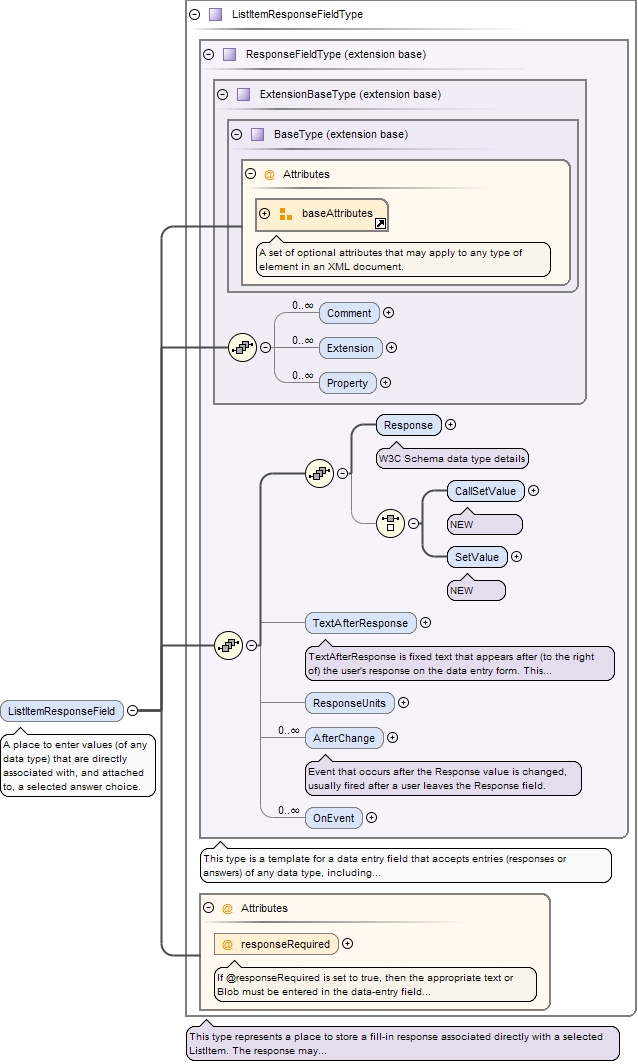 ListItemResponseFieldType
ResponseFieldType (extension base)
ExtensionBaseType (extension base)
BaseType (extension base)
@ Attributes
baseAttributes
A set of optional attributes that may apply to any type of
element in an XML document.
0..∞
Comment
0..∞
Extension
0..∞
Property
Response
W3C Schema data type details
CallSetValue
NEW
SetValue
NEW
TextAfterResponse
TextAfterResponse is fixed text that appears after (to the right
of) the user's response on the data entry form. This...
ResponseUnits
0..∞
AfterChange
Event that occurs after the Response value is changed,
usually fired after a user leaves the Response field.
0..∞
OnEvent
ListItemResponseField
A place to enter values (of any
data type) that are directly
associated with, and attached
to, a selected answer choice.
This type is a template for a data entry field that accepts entries (responses or
answers) of any data type, including...
@ Attributes
@ responseRequired
If @responseRequired is set to true, then the appropriate text or
Blob must be entered in the data-entry field...
This type represents a place to store a fill-in response associated directly with a selected
ListItem. The response may...